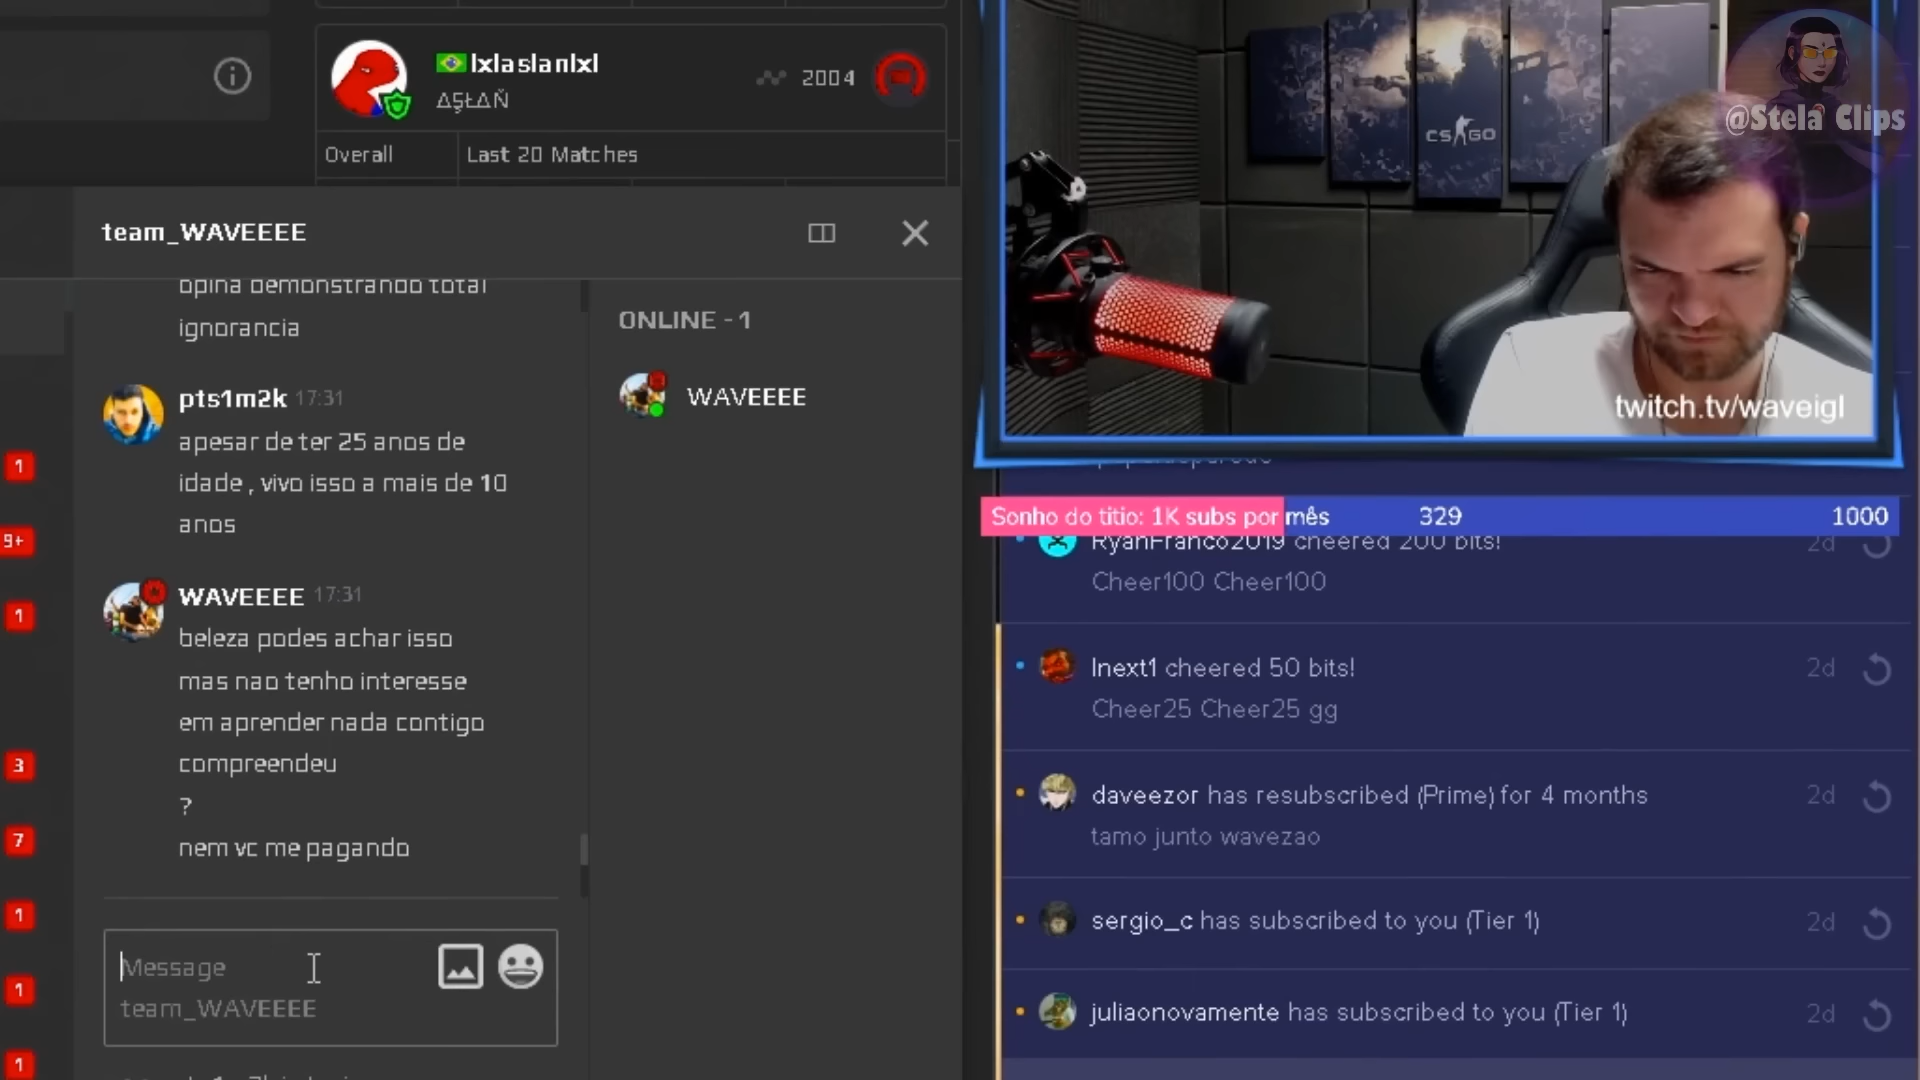 lxlaslanlxl
2004
ΔŞŁΔŇ
Overall
Last 20 Matches
team_WAVEEEE
opina demonstrando total
ignorancia
pts1m2k 17:31
apesar de ter 25 anos de
idade , vivo isso a mais de 10
anos
WAVEEEE 17:31
beleza podes achar isso
mas nao tenho interesse
em aprender nada contigo
compreendeu
?
nem vc me pagando
Message
team_WAVEEEE
1
9+
1
3
7
1
1
1
ONLINE - 1
WAVEEEE
CS GO
@Stela Clips
twitch.tv/waveigl
Sonho do titio: 1K subs por mês 329 1000
RyanFranco2019 cheered 200 bits! 2d
Cheer100 Cheer100
lnext1 cheered 50 bits! 2d
Cheer25 Cheer25 gg
daveezor has resubscribed (Prime) for 4 months 2d
tamo junto wavezao
sergio_c has subscribed to you (Tier 1) 2d
juliaonovamente has subscribed to you (Tier 1) 2d